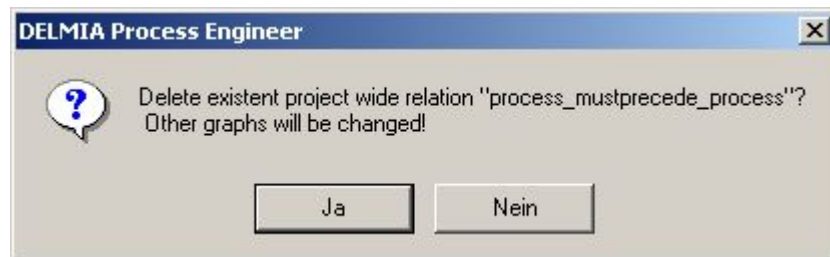 DELMIA Process Engineer
Delete existent project wide relation "process_mustprecede_process"?
Other graphs will be changed!
Ja
Nein